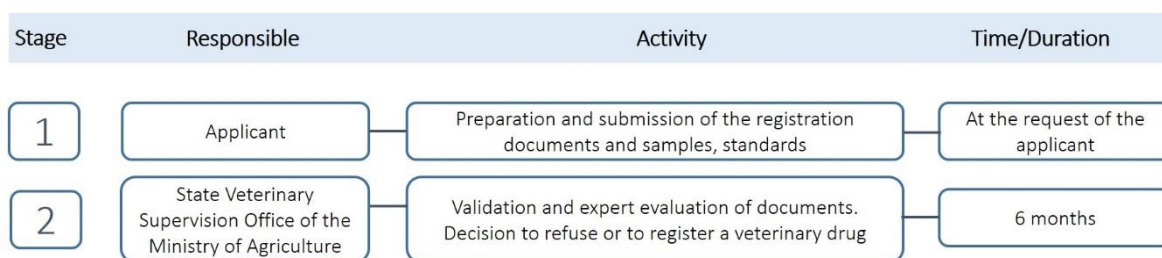 Stage Responsible Activity Time/Duration
1
Applicant
Preparation and submission of the registration
documents and samples, standards
At the request of the
applicant
2
State Veterinary
Supervision Office of the
Ministry of Agriculture
Validation and expert evaluation of documents.
Decision to refuse or to register a veterinary drug
6 months